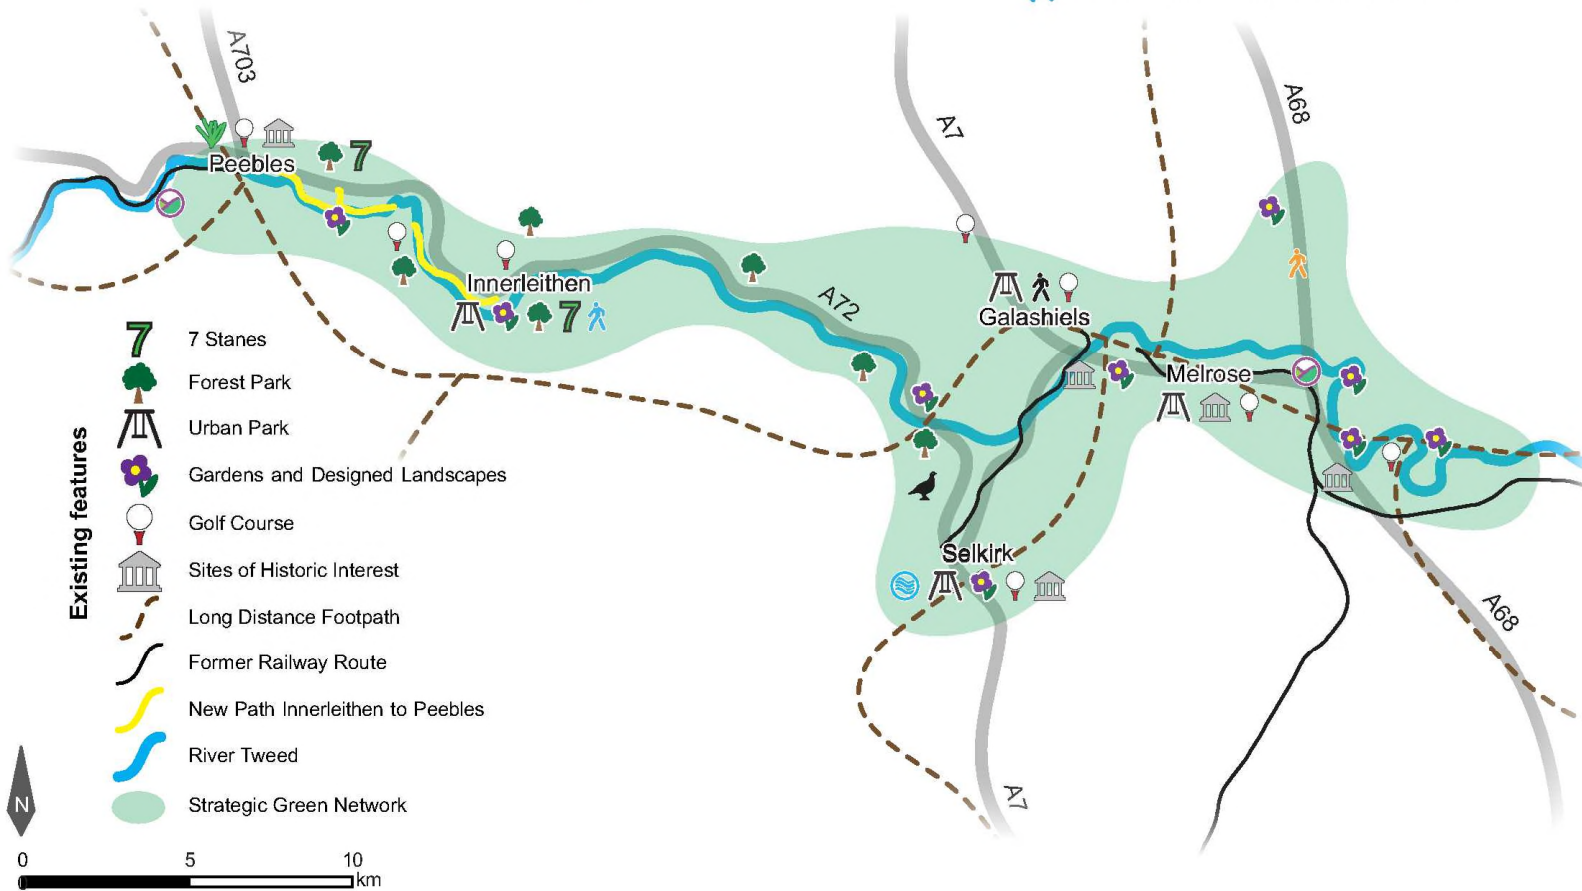 A703
A7
A68
Peebles
7
Innerleithen
7
A72
Galashiels
Melrose
Selkirk
A68
A7
Existing features
7 7 Stanes
Forest Park
Urban Park
Gardens and Designed Landscapes
Golf Course
Sites of Historic Interest
Long Distance Footpath
Former Railway Route
New Path Innerleithen to Peebles
River Tweed
Strategic Green Network
N
0 5 10
km